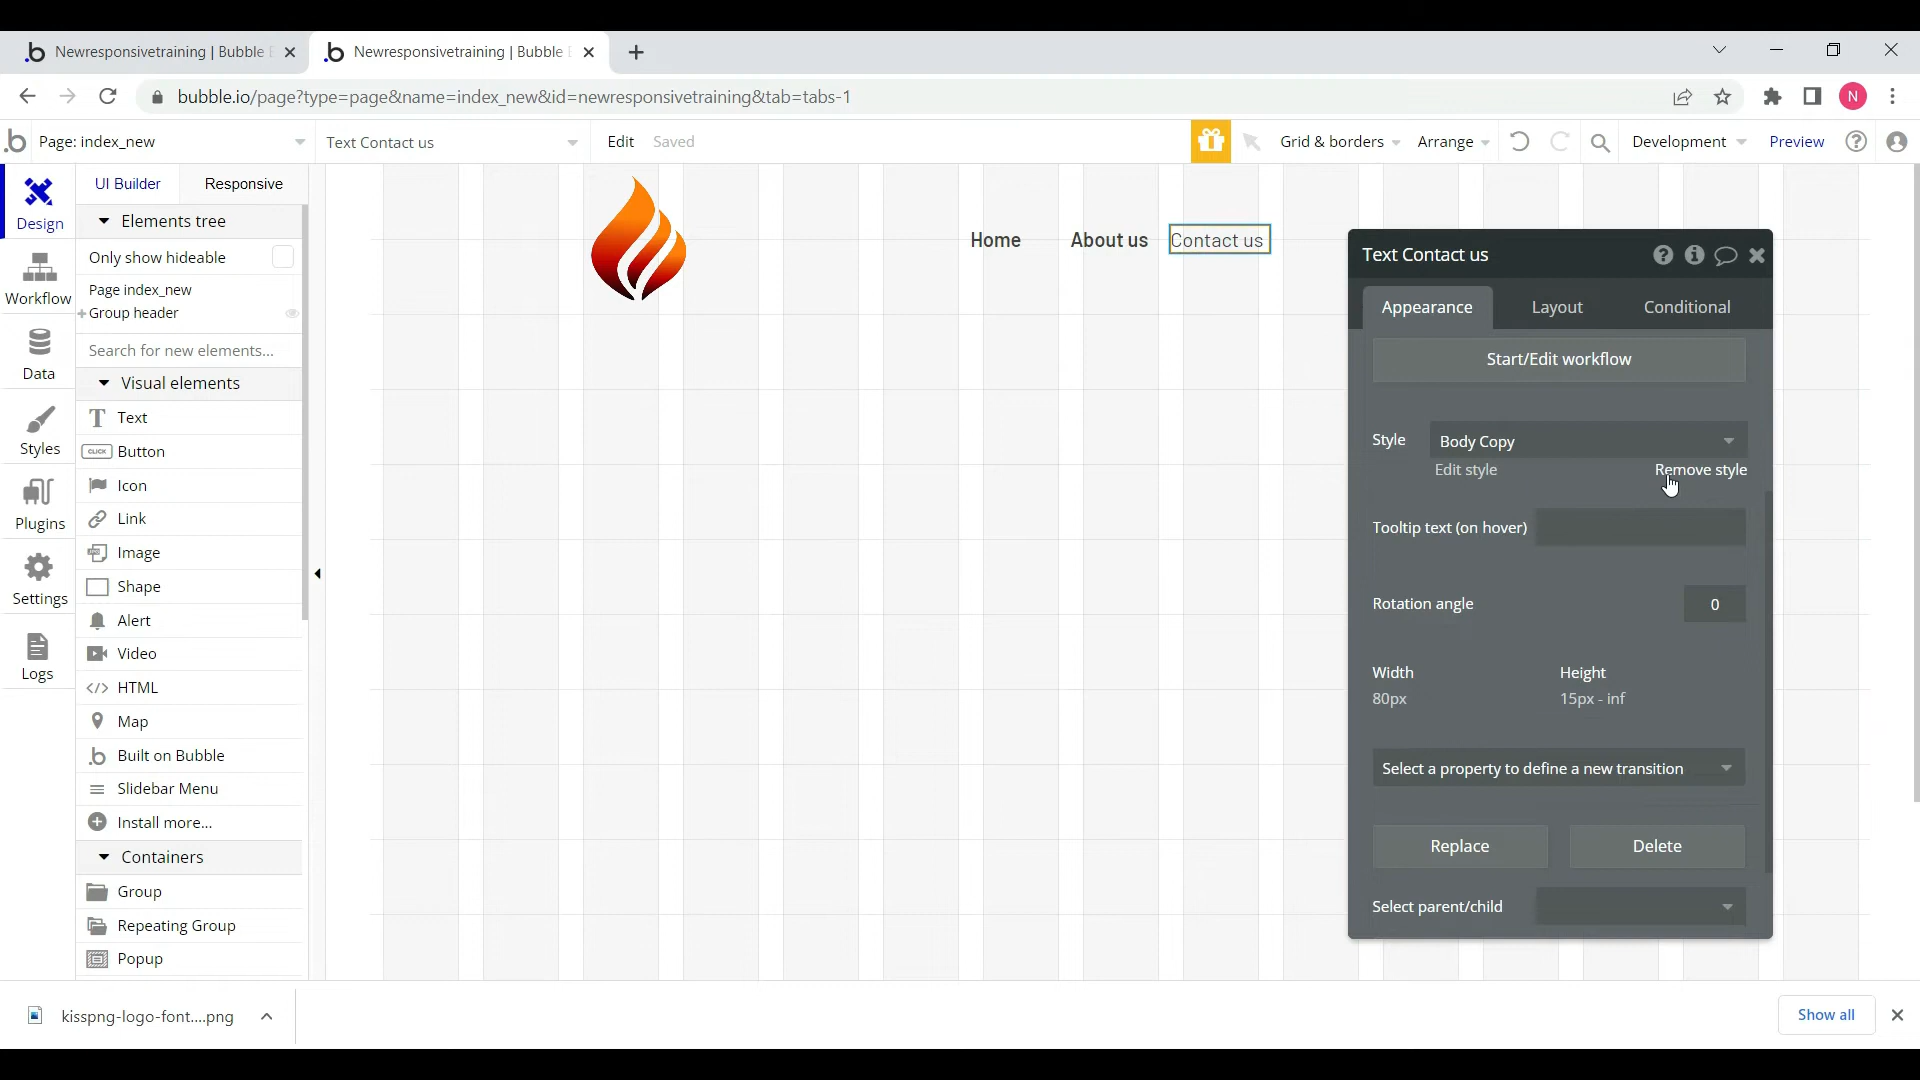 Newresponsivetraining | Bubble E
Newresponsivetraining | Bubble E
bubble.io/page?type=page&name=index_new&id=newresponsivetraining&tab=tabs-1
N
Page: index_new
Text Contact us
Edit
Saved
Grid & borders
Arrange
Development
Preview
Design
Workflow
Data
Styles
Plugins
Settings
Logs
UI Builder
Responsive
Elements tree
Only show hideable
Page index_new
+ Group header
Search for new elements...
Visual elements
Text
CLICK Button
Icon
Link
Image
Shape
Alert
Video
</> HTML
Map
Built on Bubble
Slidebar Menu
Install more...
Containers
Group
Repeating Group
Popup
Home
About us
Contact us
Text Contact us
Appearance
Layout
Conditional
Start/Edit workflow
Style
Body Copy
Edit style
Remove style
Tooltip text (on hover)
Rotation angle
0
Width
Height
80px
15px - inf
Select a property to define a new transition
Replace
Delete
Select parent/child
kisspng-logo-font....png
Show all